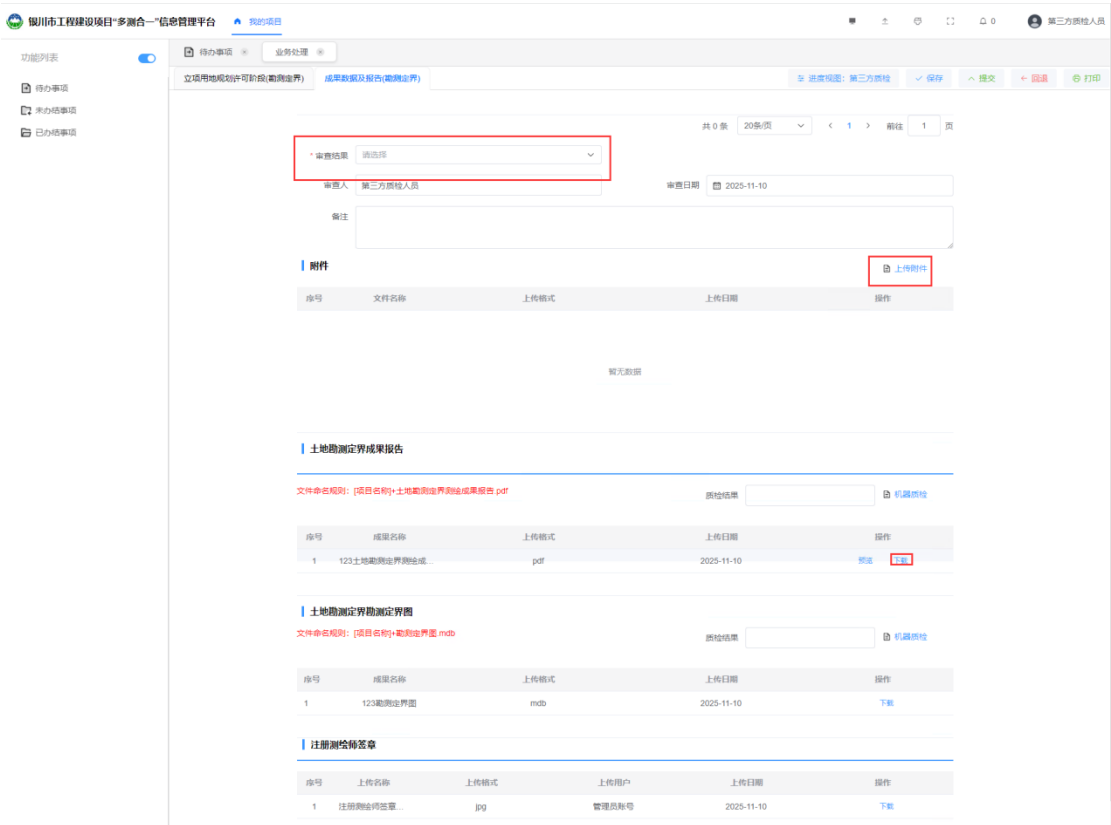 银川市工程建设项目“多测合一”信息管理平台 我的项目 0 第三方质检人员
功能列表
待办事项
未办结事项
已办结事项
待办事项 业务处理
立项用地规划许可阶段(勘测定界) 成果数据及报告(勘测定界) 进度视图：第三方质检 保存 提交 回退 打印
共 0 条 20条/页 1 前往 1 页
* 审查结果 请选择
审查人 第三方质检人员 审查日期 2025-11-10
备注
附件 上传附件
序号 文件名称 上传格式 上传日期 操作
暂无数据
土地勘测定界成果报告
文件命名规则：[项目名称]+土地勘测定界测绘成果报告.pdf 质检结果 机器质检
序号 成果名称 上传格式 上传日期 操作
1 123土地勘测定界测绘成... pdf 2025-11-10 预览 下载
土地勘测定界勘测定界图
文件命名规则：[项目名称]+勘测定界图.mdb 质检结果 机器质检
序号 成果名称 上传格式 上传日期 操作
1 123勘测定界图 mdb 2025-11-10 下载
注册测绘师签章
序号 上传名称 上传格式 上传用户 上传日期 操作
1 注册测绘师签章... jpg 管理员账号 2025-11-10 下载